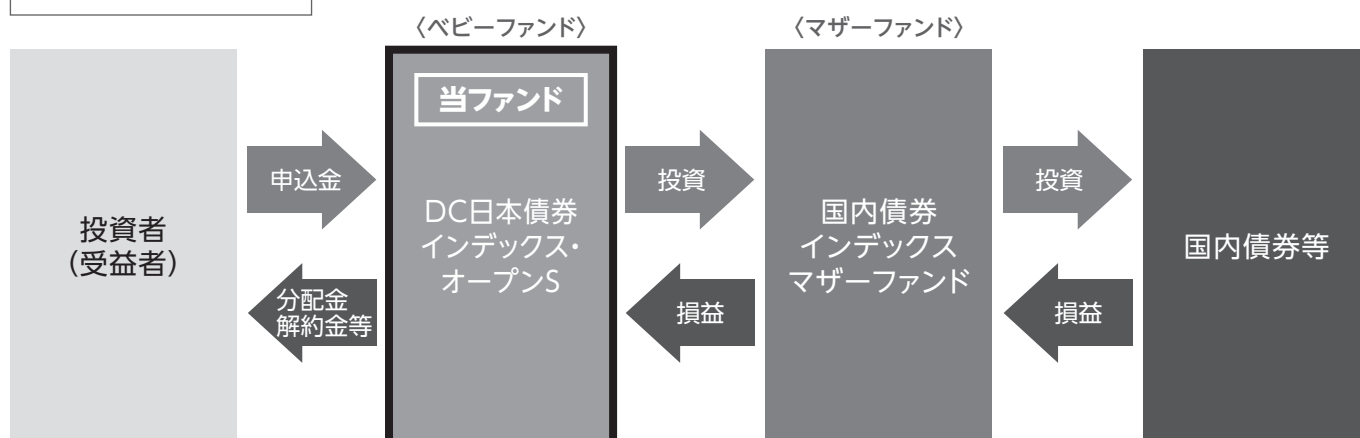 〈ベビーファンド〉
〈マザーファンド〉
投資者
（受益者）
申込金
分配金
解約金等
当ファンド
DC日本債券
インデックス・
オープンS
投資
損益
国内債券
インデックス
マザーファンド
投資
損益
国内債券等